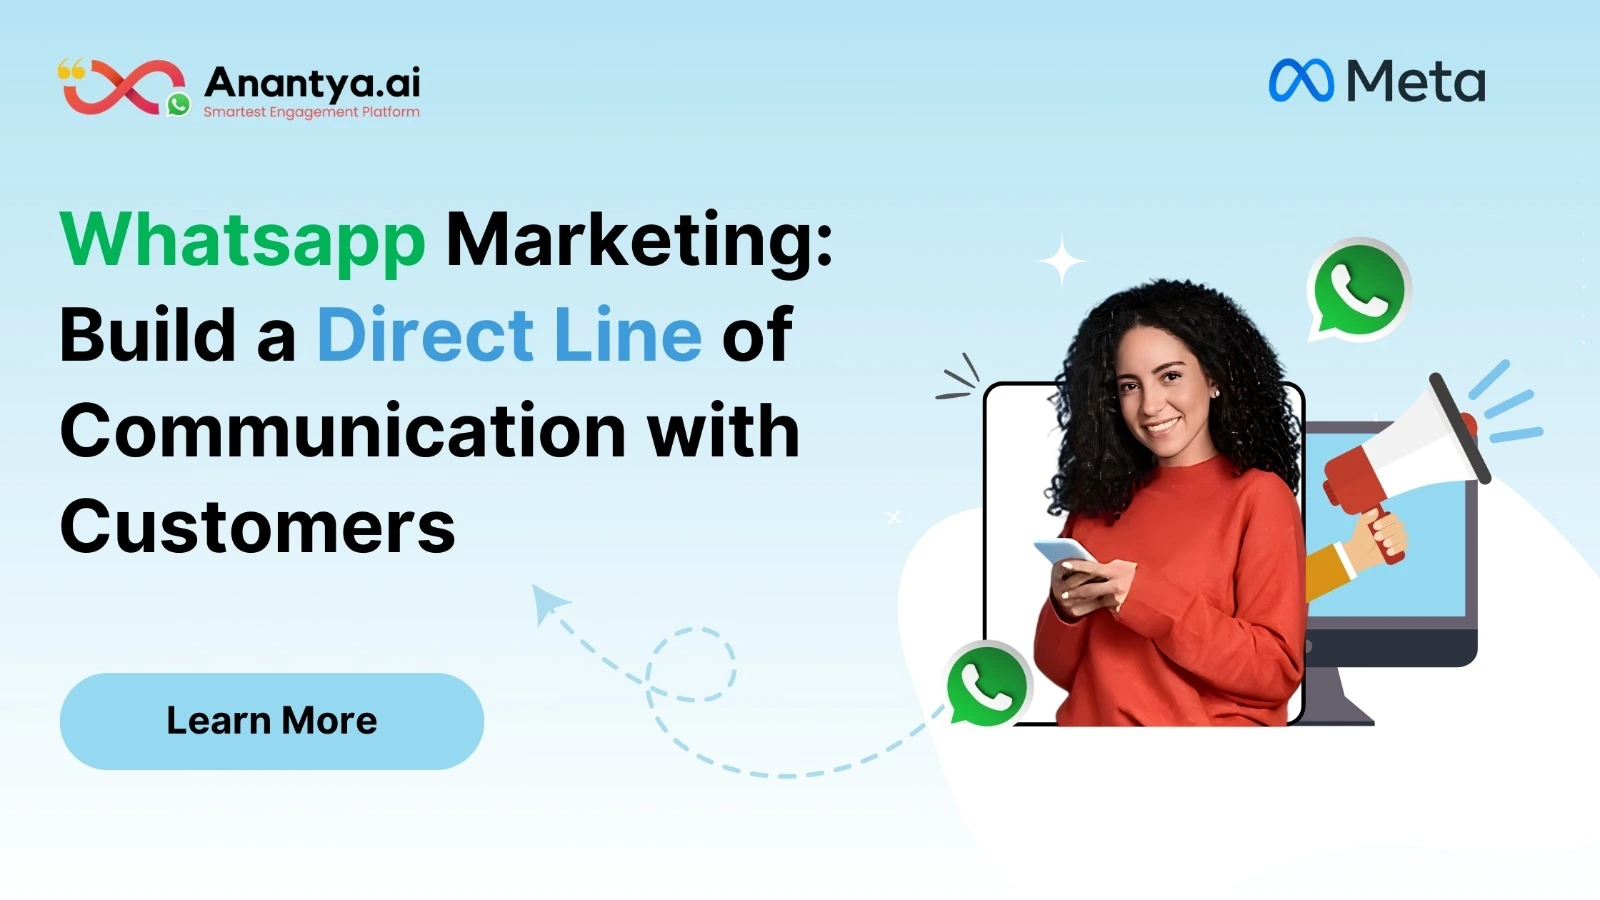 Anantya.ai
Smartest Engagement Platform
Meta
Whatsapp Marketing:
Build a Direct Line of
Communication with
Customers
Learn More